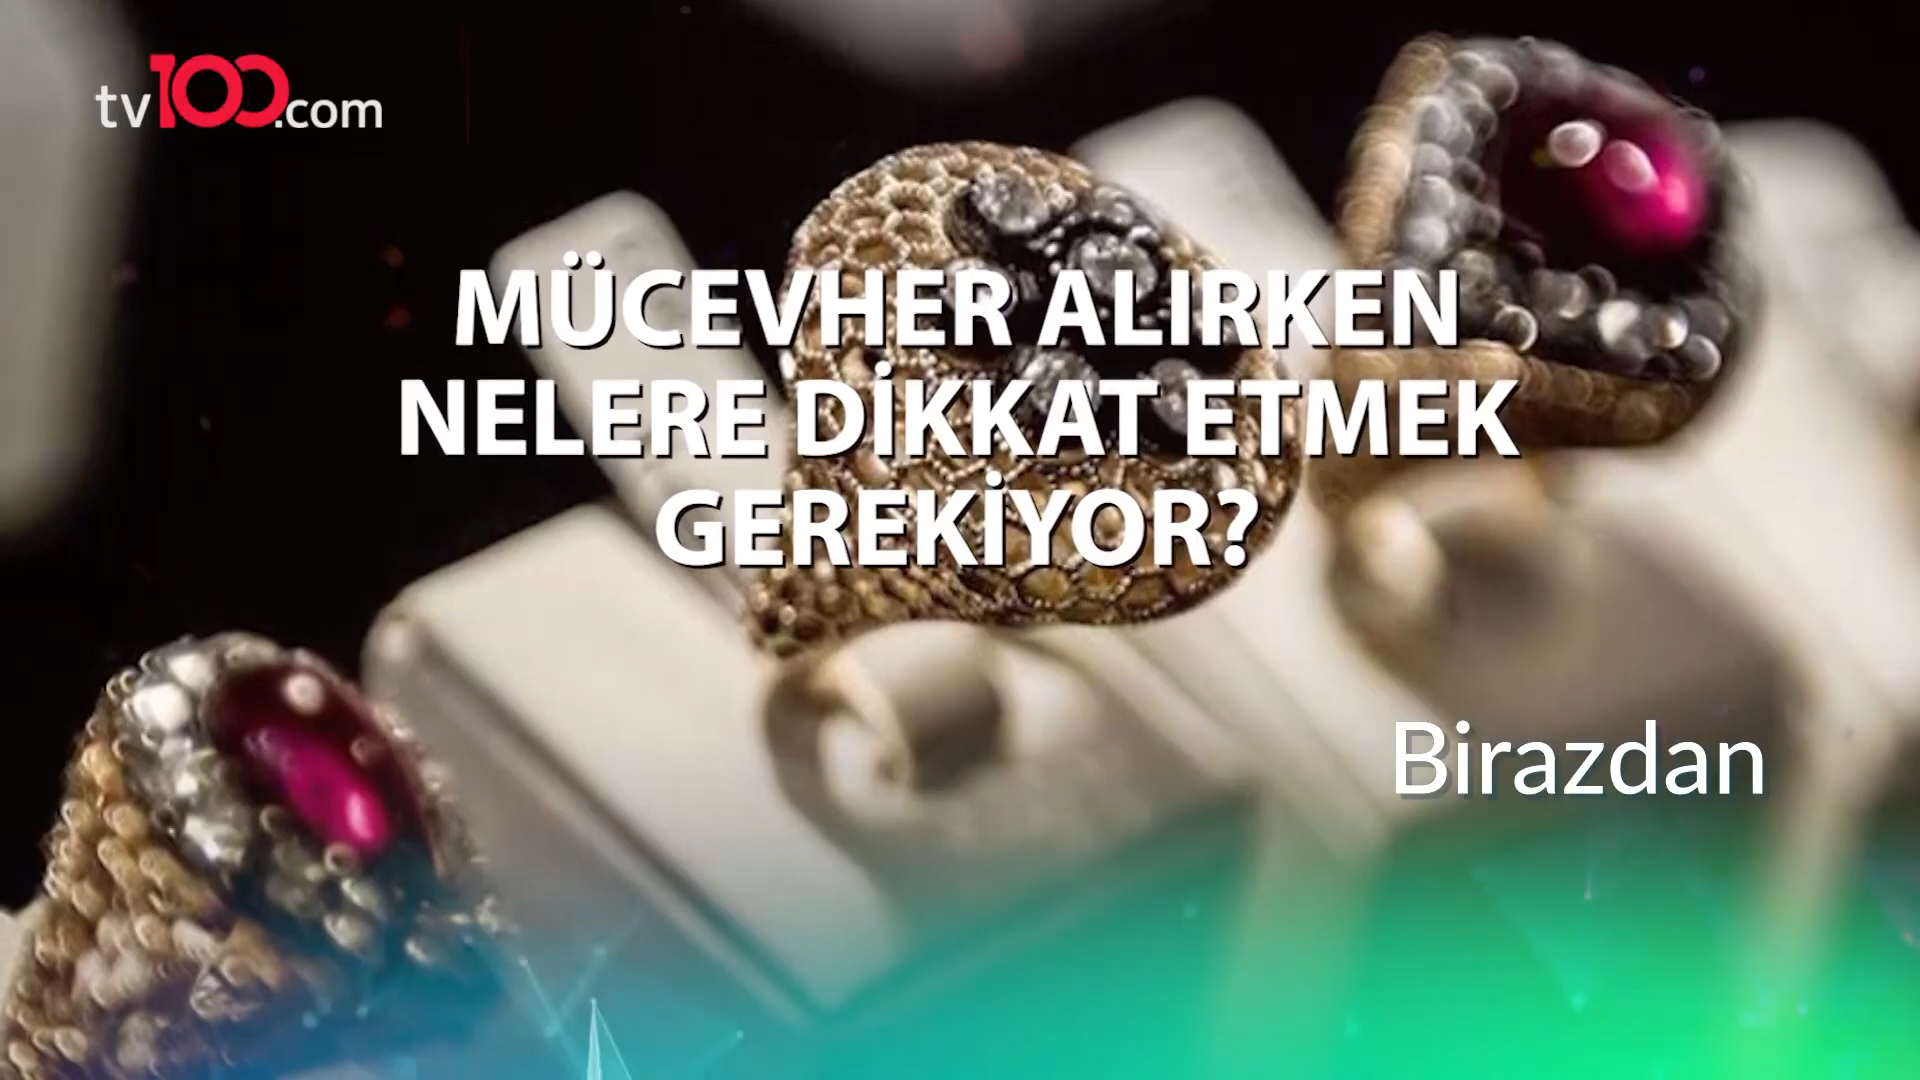 tv100.com
MÜCEVHER ALIRKEN
NELERE DİKKAT ETMEK
GEREKİYOR?
Birazdan